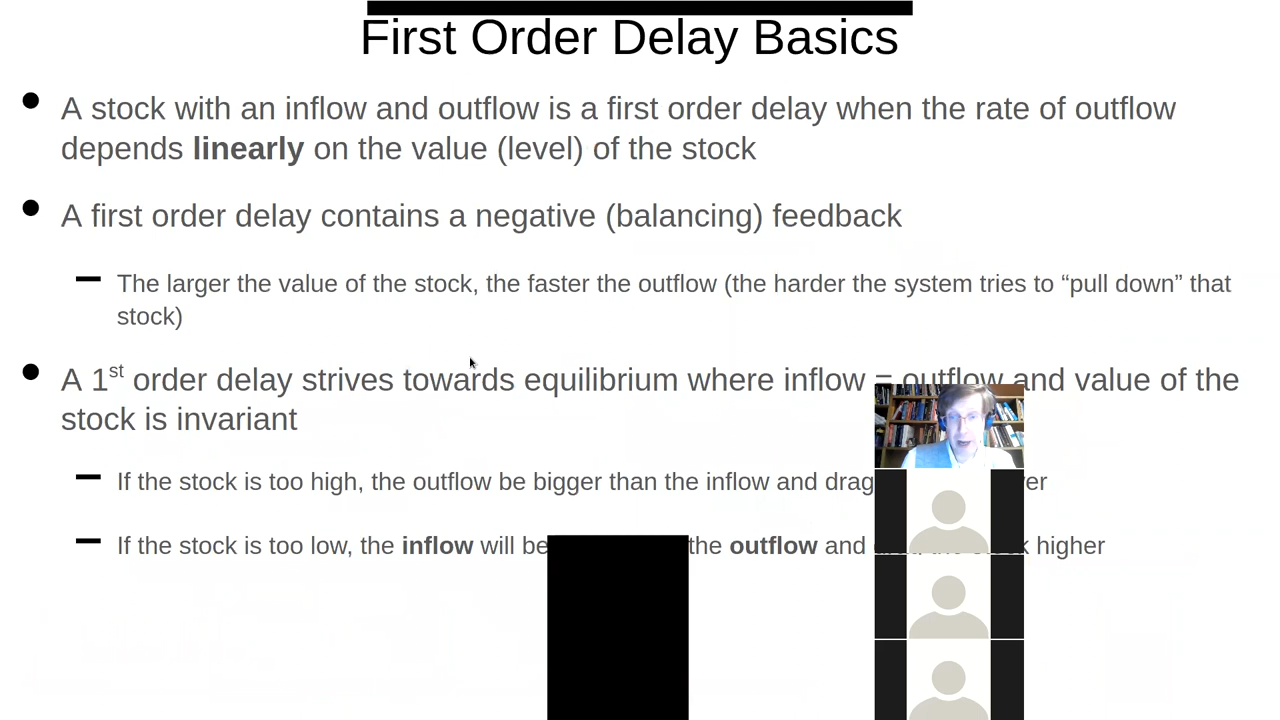 First Order Delay Basics
A stock with an inflow and outflow is a first order delay when the rate of outflow
depends linearly on the value (level) of the stock
A first order delay contains a negative (balancing) feedback
The larger the value of the stock, the faster the outflow (the harder the system tries to “pull down” that
stock)
A 1st order delay strives towards equilibrium where inflow = outflow and value of the
stock is invariant
If the stock is too high, the outflow be bigger than the inflow and drag
If the stock is too low, the inflow will be the outflow and higher